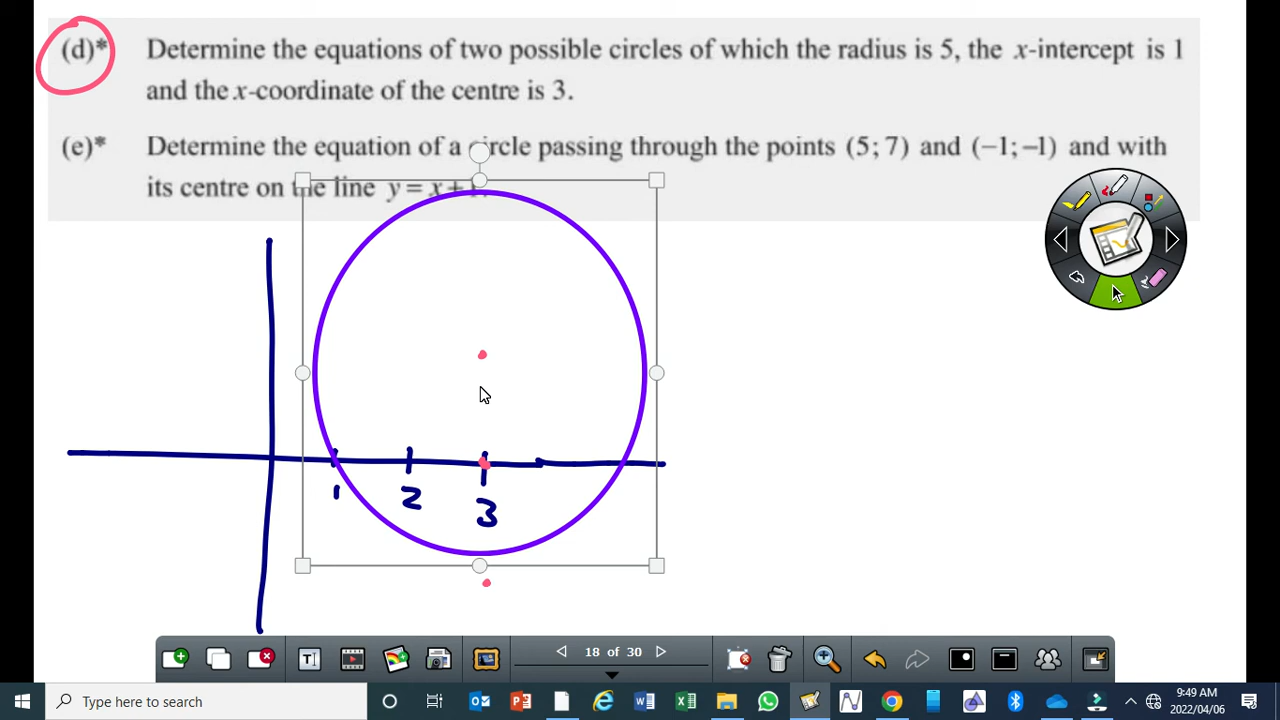 (d)* Determine the equations of two possible circles of which the radius is 5, the x-intercept is 1
and the x-coordinate of the centre is 3.
(e)* Determine the equation of a circle passing through the points (5; 7) and (−1; −1) and with
its centre on the line y = x + 1.
1 2 3
T
18 of 30
Type here to search
9:49 AM
2022/04/06